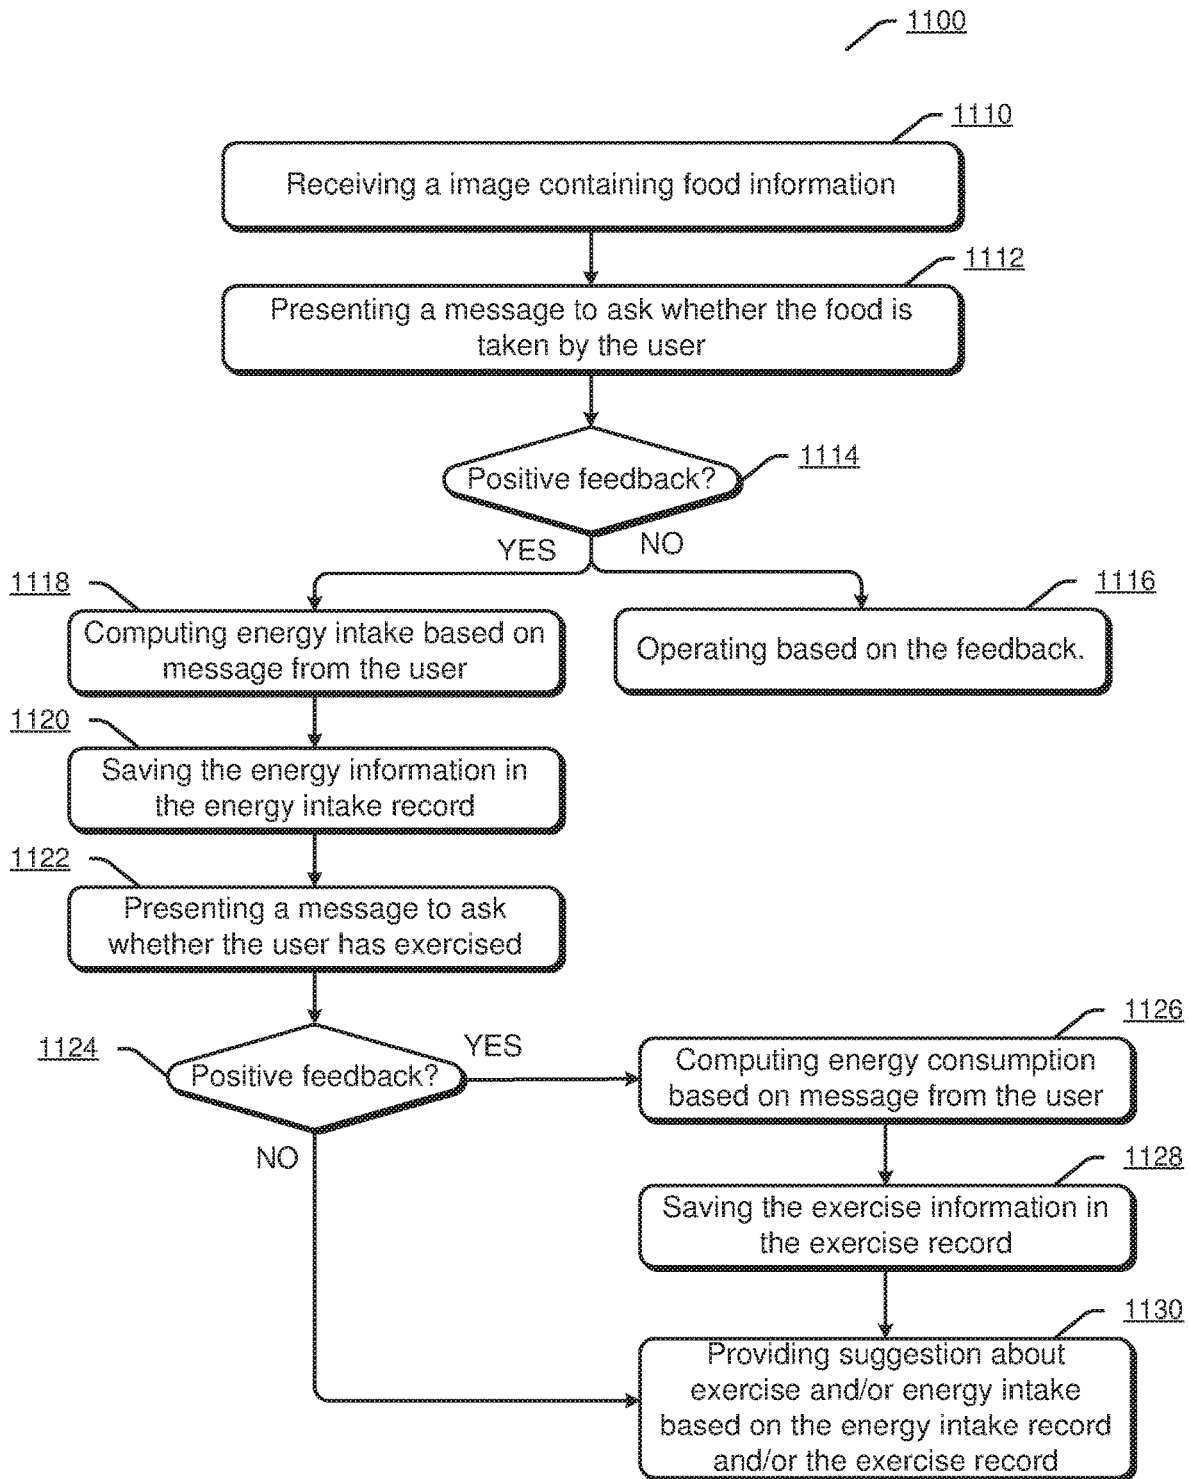 1100
1110
Receiving a image containing food information
1112
Presenting a message to ask whether the food is
taken by the user
1114
Positive feedback?
YES
NO
1118
Computing energy intake based on
message from the user
1116
Operating based on the feedback.
1120
Saving the energy information in
the energy intake record
1122
Presenting a message to ask
whether the user has exercised
1124
Positive feedback?
YES
NO
1126
Computing energy consumption
based on message from the user
1128
Saving the exercise information in
the exercise record
1130
Providing suggestion about
exercise and/or energy intake
based on the energy intake record
and/or the exercise record